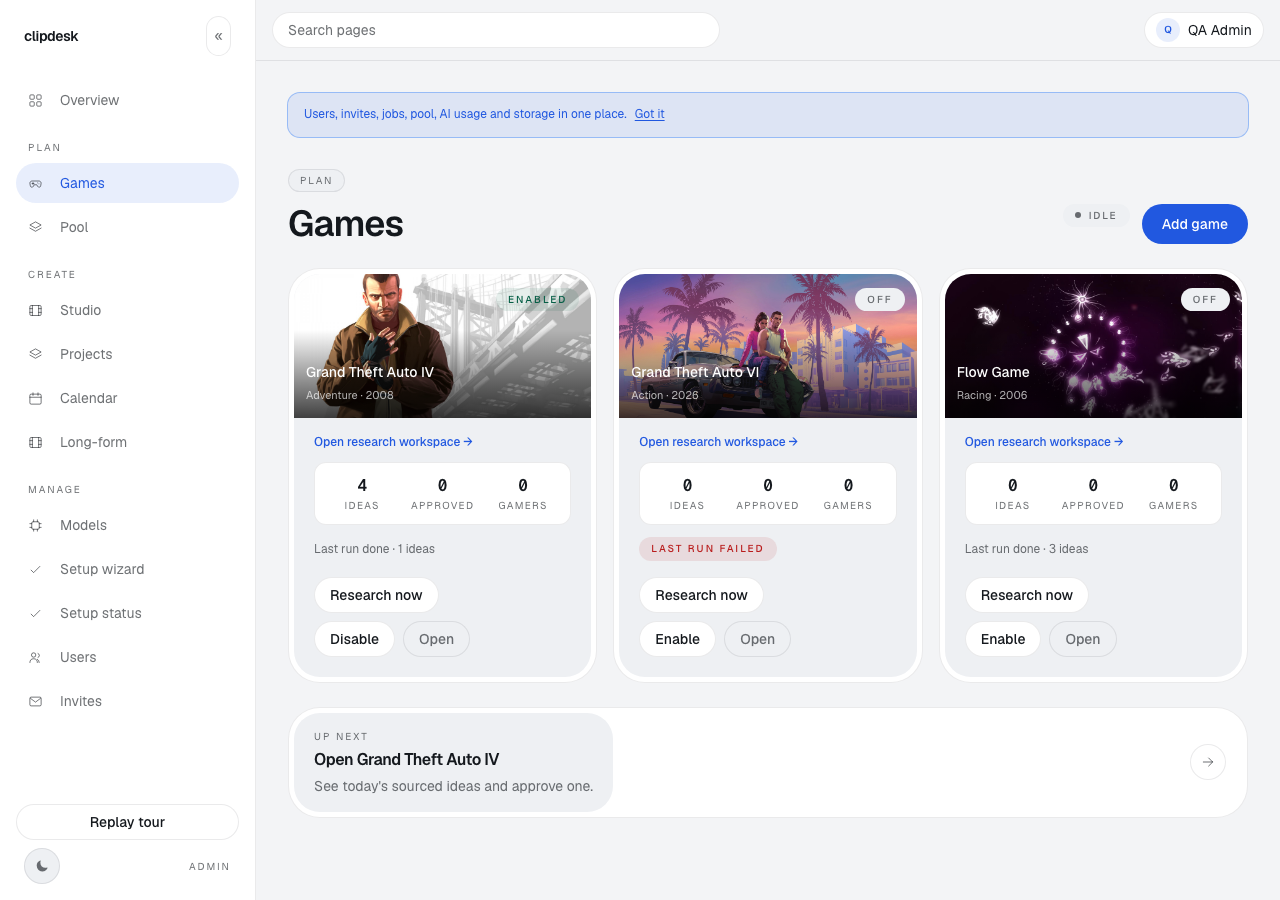 clipdesk
«
Search pages
Q QA Admin
Overview
PLAN
Games
Pool
CREATE
Studio
Projects
Calendar
Long-form
MANAGE
Models
Setup wizard
Setup status
Users
Invites
Replay tour
ADMIN
Users, invites, jobs, pool, AI usage and storage in one place. Got it
PLAN
Games
IDLE
Add game
ENABLED
Grand Theft Auto IV
Adventure · 2008
Open research workspace →
4 0 0
IDEAS APPROVED GAMERS
Last run done · 1 ideas
Research now
Disable Open
OFF
Grand Theft Auto VI
Action · 2026
Open research workspace →
0 0 0
IDEAS APPROVED GAMERS
LAST RUN FAILED
Research now
Enable Open
OFF
Flow Game
Racing · 2006
Open research workspace →
0 0 0
IDEAS APPROVED GAMERS
Last run done · 3 ideas
Research now
Enable Open
UP NEXT
Open Grand Theft Auto IV
See today's sourced ideas and approve one.
→